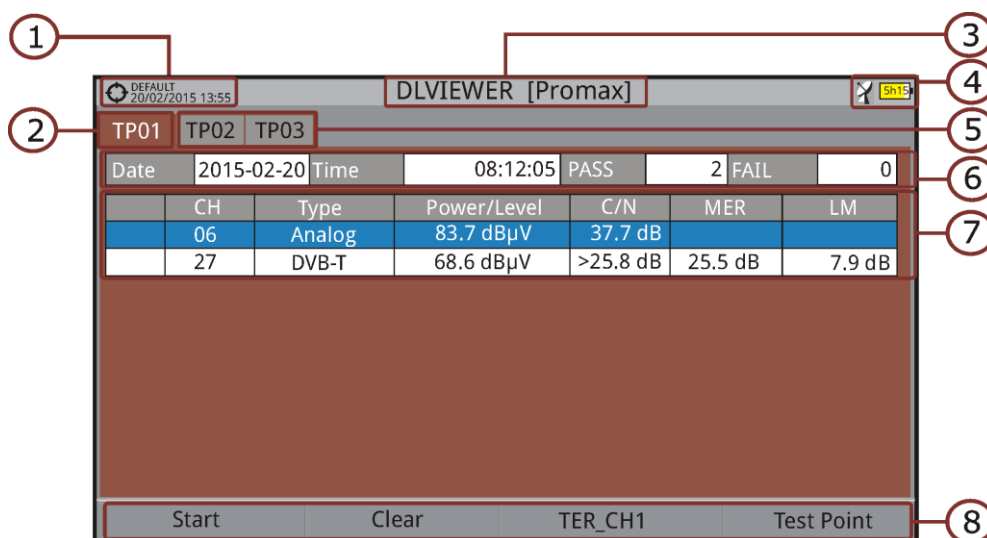 1
3
DEFAULT
20/02/2015 13:55
DLVIEWER [Promax]
5h15
4
2
TP01 TP02 TP03
5
Date 2015-02-20 Time 08:12:05 PASS 2 FAIL 0
6
CH Type Power/Level C/N MER LM
06 Analog 83.7 dBµV 37.7 dB
7
27 DVB-T 68.6 dBµV >25.8 dB 25.5 dB 7.9 dB
Start Clear TER_CH1 Test Point
8